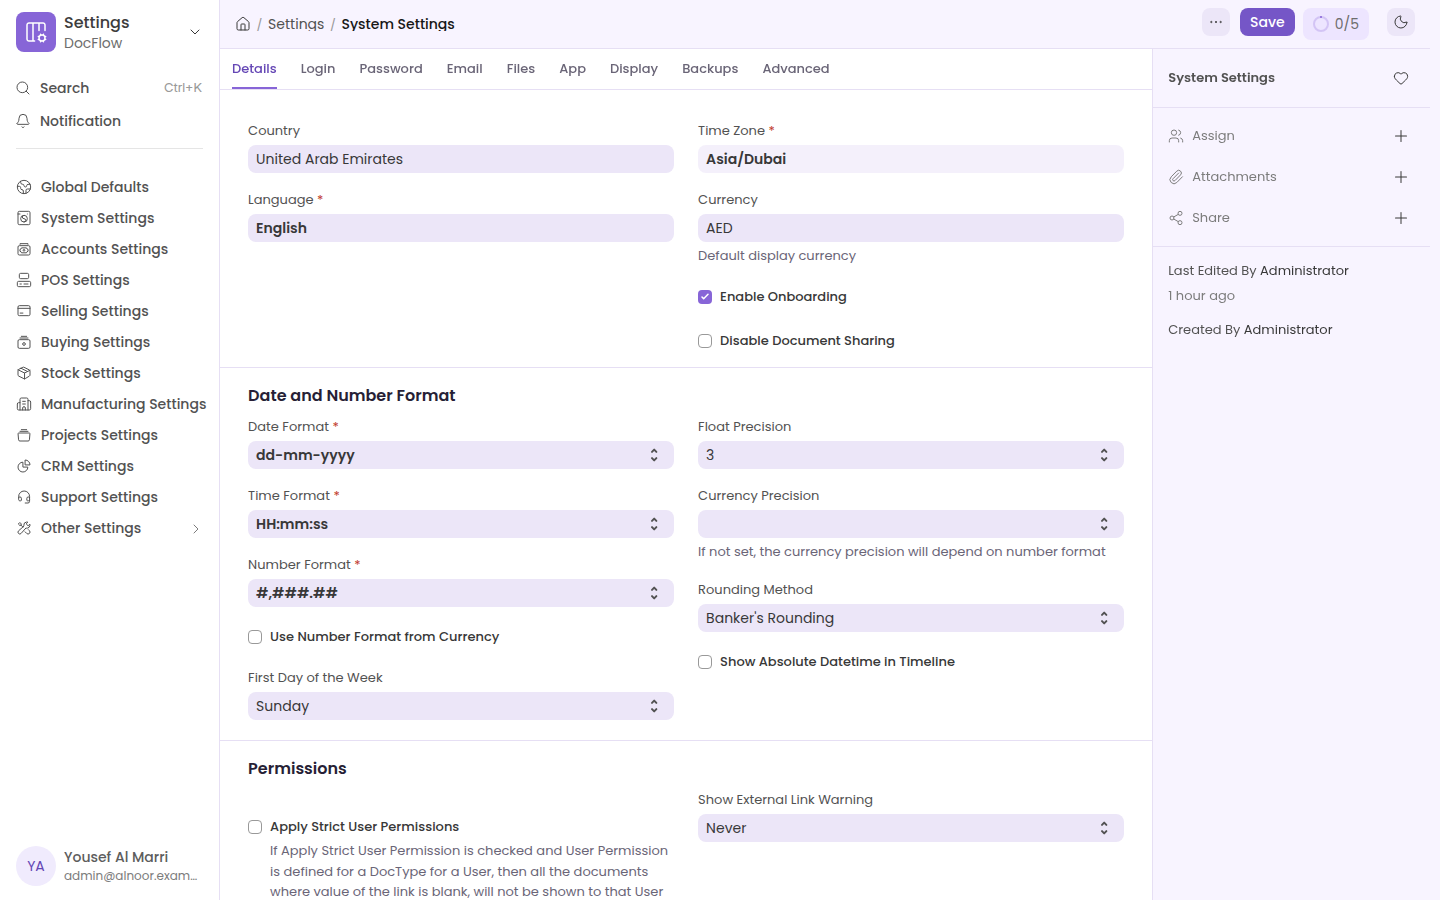 Settings
DocFlow
Search Ctrl+K
Notification
Global Defaults
System Settings
Accounts Settings
POS Settings
Selling Settings
Buying Settings
Stock Settings
Manufacturing Settings
Projects Settings
CRM Settings
Support Settings
Other Settings
YA
Yousef Al Marri
admin@alnoor.exam...
/ Settings / System Settings
··· Save 0/5
Details Login Password Email Files App Display Backups Advanced
Country
United Arab Emirates
Language *
English
Time Zone *
Asia/Dubai
Currency
AED
Default display currency
Enable Onboarding
Disable Document Sharing
Date and Number Format
Date Format *
dd-mm-yyyy
Time Format *
HH:mm:ss
Number Format *
#,###.##
Use Number Format from Currency
First Day of the Week
Sunday
Float Precision
3
Currency Precision
If not set, the currency precision will depend on number format
Rounding Method
Banker's Rounding
Show Absolute Datetime in Timeline
Permissions
Apply Strict User Permissions
If Apply Strict User Permission is checked and User Permission
is defined for a DocType for a User, then all the documents
where value of the link is blank, will not be shown to that User
Show External Link Warning
Never
System Settings
Assign
Attachments
Share
Last Edited By Administrator
1 hour ago
Created By Administrator